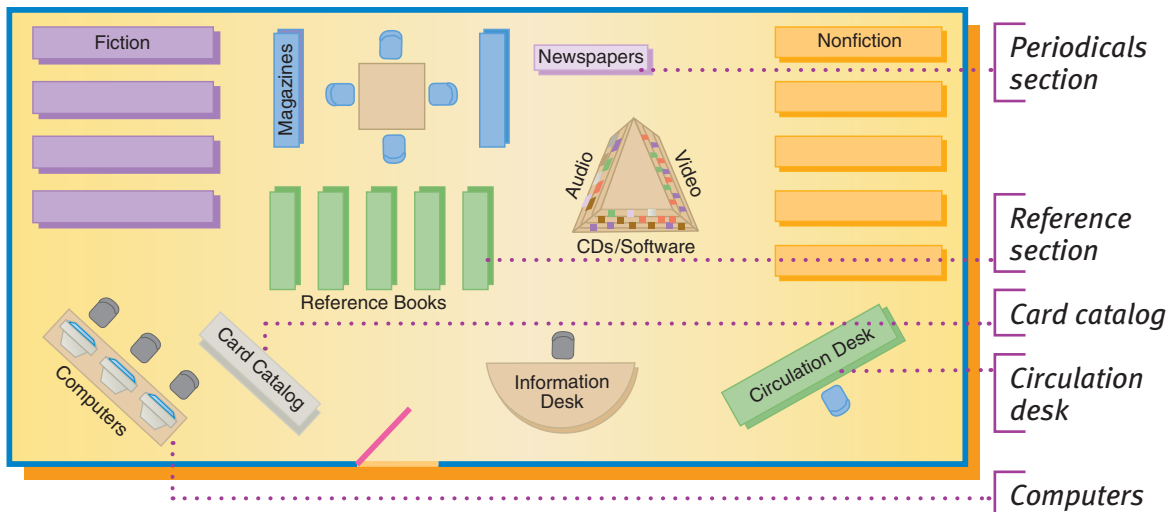 Fiction
Magazines
Newspapers
Nonfiction
Periodicals
section
Audio
Video
CDs/Software
Reference
section
Reference Books
Card catalog
Computers
Card Catalog
Information
Desk
Circulation Desk
Circulation
desk
Computers